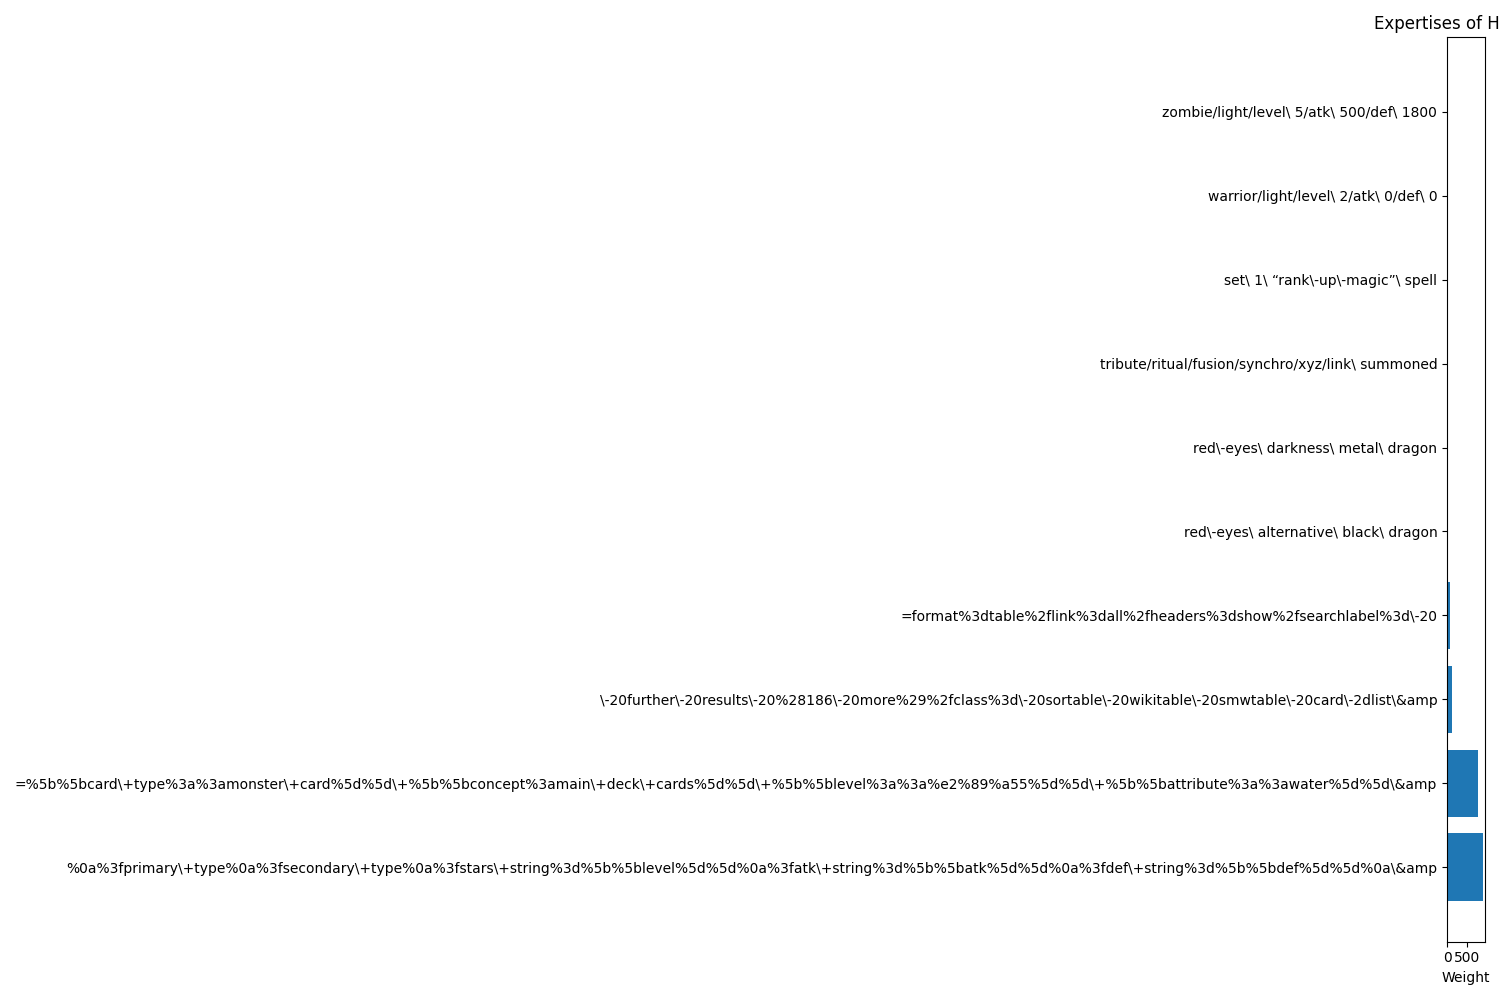 Expertises of H
zombie/light/level\ 5/atk\ 500/def\ 1800
warrior/light/level\ 2/atk\ 0/def\ 0
set\ 1\ “rank\-up\-magic”\ spell
tribute/ritual/fusion/synchro/xyz/link\ summoned
red\-eyes\ darkness\ metal\ dragon
red\-eyes\ alternative\ black\ dragon
=format%3dtable%2flink%3dall%2fheaders%3dshow%2fsearchlabel%3d\-20
\-20further\-20results\-20%28186\-20more%29%2fclass%3d\-20sortable\-20wikitable\-20smwtable\-20card\-2dlist\&amp
=%5b%5bcard\+type%3a%3amonster\+card%5d%5d\+%5b%5bconcept%3amain\+deck\+cards%5d%5d\+%5b%5blevel%3a%3a%e2%89%a55%5d%5d\+%5b%5battribute%3a%3awater%5d%5d\&amp
%0a%3fprimary\+type%0a%3fsecondary\+type%0a%3fstars\+string%3d%5b%5blevel%5d%5d%0a%3fatk\+string%3d%5b%5batk%5d%5d%0a%3fdef\+string%3d%5b%5bdef%5d%5d%0a\&amp
0 500
Weight